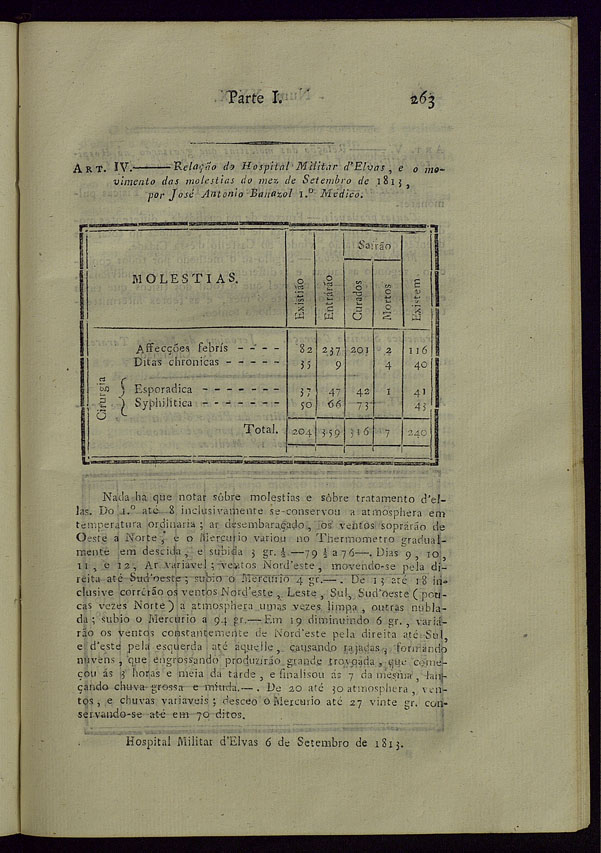 Parte I. 263
ART. IV.——Relação do Hospital Militar d'Elvas, e o mo-
vimento das molestias do mez de Setembro de 1813,
por José Antonio Banazol 1.º Medico.
MOLESTIAS. Existião Entrárão Sairão Curados Mortos Existem
Affecções febrís - - - - 82 237 201 2 116
Ditas chronicas - - - - - 35 9 4 40
Cirurgia
Esporadica - - - - - - - 37 47 42 1 41
Syphilitica - - - - - - - 50 66 73 43
Total. 204 359 316 7 240
Nada ha que notar sôbre molestias e sôbre tratamento d'el-
las. Do 1.º até 8 inclusivamente se-conservou a atmosphera em
temperatura ordinaria; ar desembaraçado, os ventos soprárão de
Oeste a Norte, e o Mercurio variou no Thermometro gradual-
mente em descida, e subida 3 gr. ½—79 ½ a 76—. Dias 9, 10,
11, e 12, Ar variavel; ventos Nord'este, movendo-se pela di-
reita até Sud'oeste; subio o Mercurio 4 gr.—. De 13 até 18 in-
clusive corrêrão os ventos Nord'este, Leste, Sul, Sud'oeste (pou-
cas vezes Norte) a atmosphera umas vezes limpa, outras nubla-
da; subio o Mercurio a 94 gr.—Em 19 diminuindo 6 gr., variá-
rão os ventos constantemente de Nord'este pela direita até Sul,
e d'este pela esquerda até aquelle, causando rajadas, formando
nuvens, que engrossando produzirão grande trovoada, que come-
çou ás 3 horas e meia da tarde, e finalisou ás 7 da mesma, lan-
çando chuva grossa e miuda.—. De 20 até 30 atmosphera, ven-
tos, e chuvas variaveis; desceo o Mercurio até 27 vinte gr. con-
servando-se até em 70 ditos.
Hospital Militar d'Elvas 6 de Setembro de 1813.